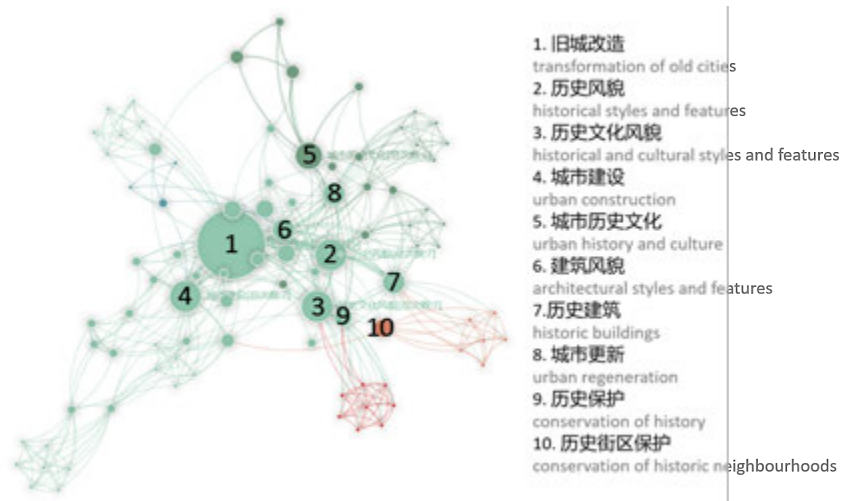 1
2
3
4
5
6
7
8
9
10
1. 旧城改造
transformation of old cities
2. 历史风貌
historical styles and features
3. 历史文化风貌
historical and cultural styles and features
4. 城市建设
urban construction
5. 城市历史文化
urban history and culture
6. 建筑风貌
architectural styles and features
7.历史建筑
historic buildings
8. 城市更新
urban regeneration
9. 历史保护
conservation of history
10. 历史街区保护
conservation of historic neighbourhoods